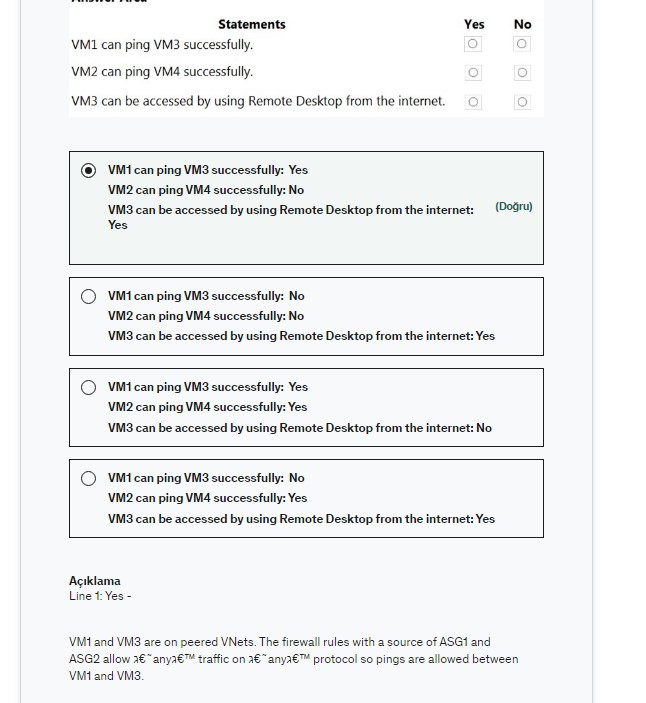 Answer Area
Statements Yes No
VM1 can ping VM3 successfully.
VM2 can ping VM4 successfully.
VM3 can be accessed by using Remote Desktop from the internet.
VM1 can ping VM3 successfully: Yes
VM2 can ping VM4 successfully: No
VM3 can be accessed by using Remote Desktop from the internet: (Doğru)
Yes
VM1 can ping VM3 successfully: No
VM2 can ping VM4 successfully: No
VM3 can be accessed by using Remote Desktop from the internet: Yes
VM1 can ping VM3 successfully: Yes
VM2 can ping VM4 successfully: Yes
VM3 can be accessed by using Remote Desktop from the internet: No
VM1 can ping VM3 successfully: No
VM2 can ping VM4 successfully: Yes
VM3 can be accessed by using Remote Desktop from the internet: Yes
Açıklama
Line 1: Yes -
VM1 and VM3 are on peered VNets. The firewall rules with a source of ASG1 and
ASG2 allow ג€˜anyג€™ traffic on ג€˜anyג€™ protocol so pings are allowed between
VM1 and VM3.